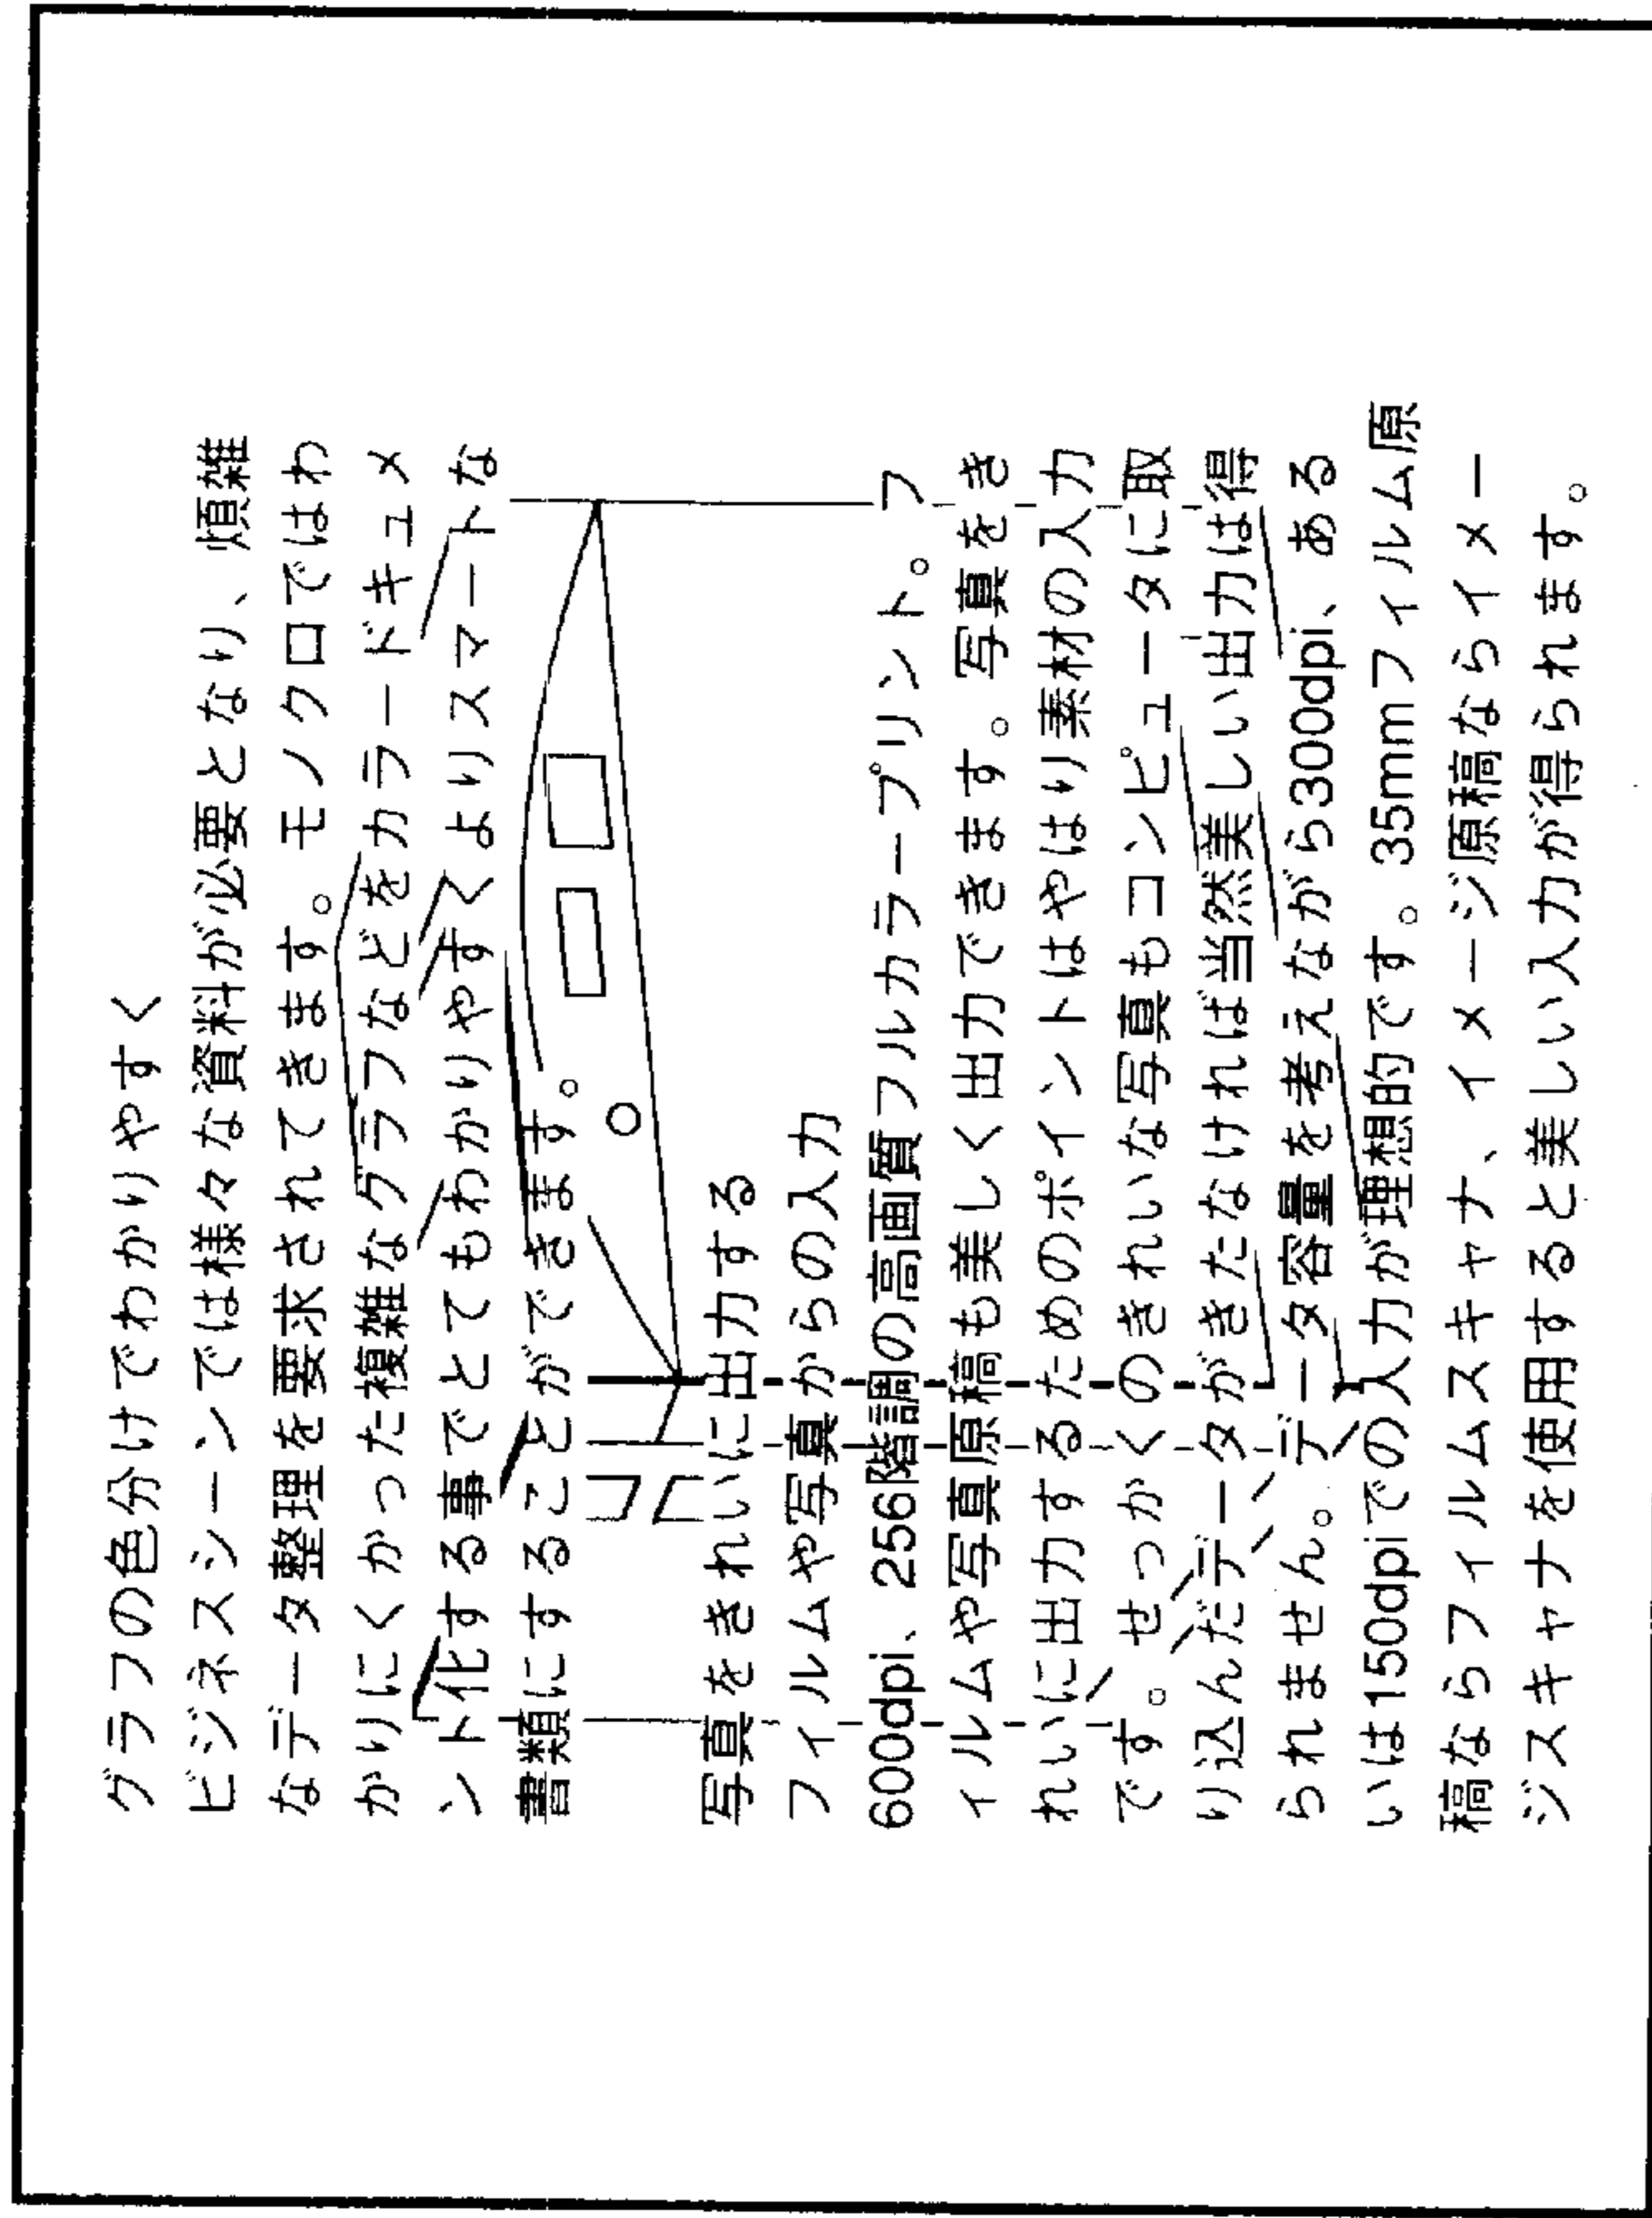 グラフの色分けでわかりやすく
ビジネスシーンでは様々な資料が必要となり、煩雑
なデータ整理を要求されてきます。モノクロではわ
かりにくかった複雑なグラフなどをカラードキュメ
ント化する事でとてもわかりやすくよりスマートな
書類にすることができます。
写真をきれいに出力する
フィルムや写真からの入力
600dpi、256階調の高画質フルカラープリント。フ
ィルムや写真原稿も美しく出力できます。写真をき
れいに出力するためのポイントはやはり素材の入力
です。せっかくのきれいな写真もコンピュータに取
り込んだデータがきたなければ当然美しい出力は得
られません。データ容量を考えながら300dpi、ある
いは150dpiでの入力が理想的です。35mmフィルム原
稿ならフィルムスキャナ、イメージ原稿ならイメー
ジスキャナを使用すると美しい入力が得られます。